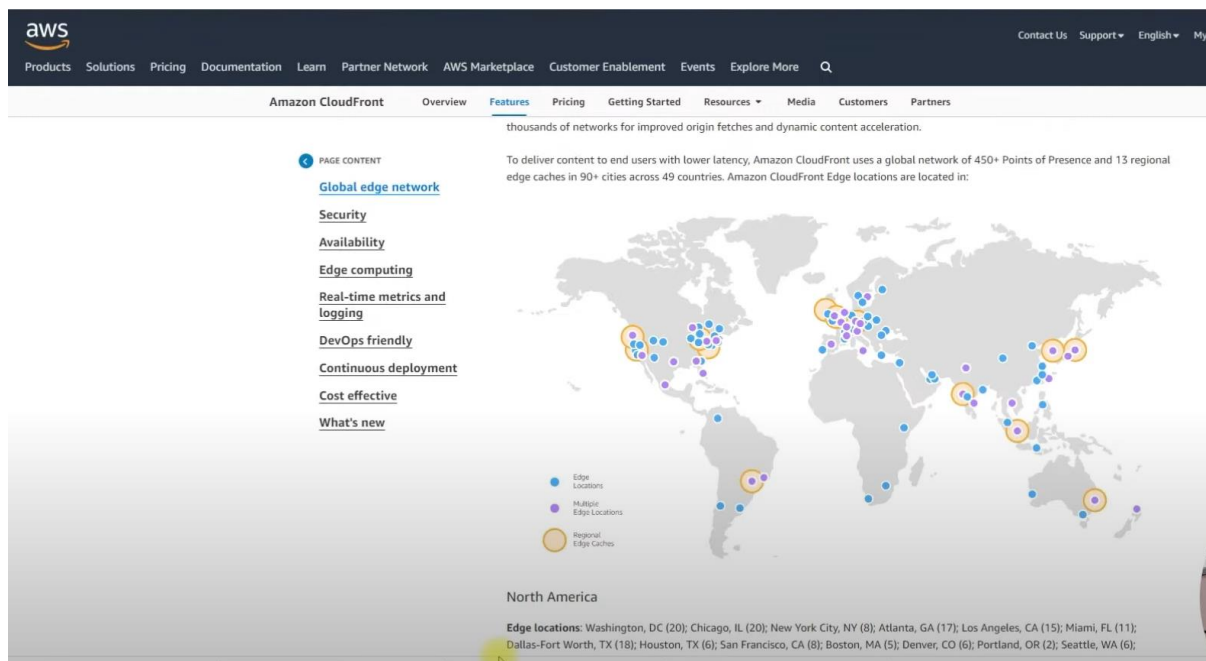 aws
Contact Us Support English My
Products Solutions Pricing Documentation Learn Partner Network AWS Marketplace Customer Enablement Events Explore More
Amazon CloudFront Overview Features Pricing Getting Started Resources Media Customers Partners
thousands of networks for improved origin fetches and dynamic content acceleration.
PAGE CONTENT
Global edge network
Security
Availability
Edge computing
Real-time metrics and
logging
DevOps friendly
Continuous deployment
Cost effective
What's new
To deliver content to end users with lower latency, Amazon CloudFront uses a global network of 450+ Points of Presence and 13 regional
edge caches in 90+ cities across 49 countries. Amazon CloudFront Edge locations are located in:
Edge
Locations
Multiple
Edge Locations
Regional
Edge Caches
North America
Edge locations: Washington, DC (20); Chicago, IL (20); New York City, NY (8); Atlanta, GA (17); Los Angeles, CA (15); Miami, FL (11);
Dallas-Fort Worth, TX (18); Houston, TX (6); San Francisco, CA (8); Boston, MA (5); Denver, CO (6); Portland, OR (2); Seattle, WA (6);